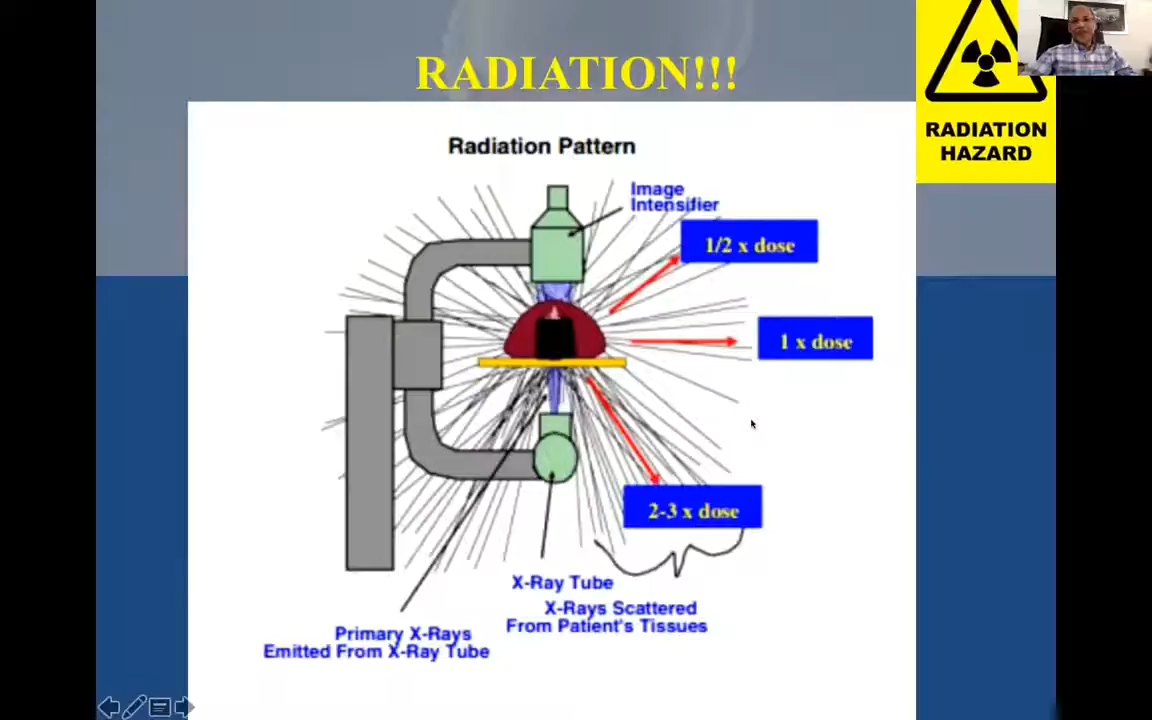 RADIATION!!!
RADIATION
HAZARD
Radiation Pattern
Image
Intensifier
1/2 x dose
1 x dose
2-3 x dose
X-Ray Tube
X-Rays Scattered
From Patient's Tissues
Primary X-Rays
Emitted From X-Ray Tube